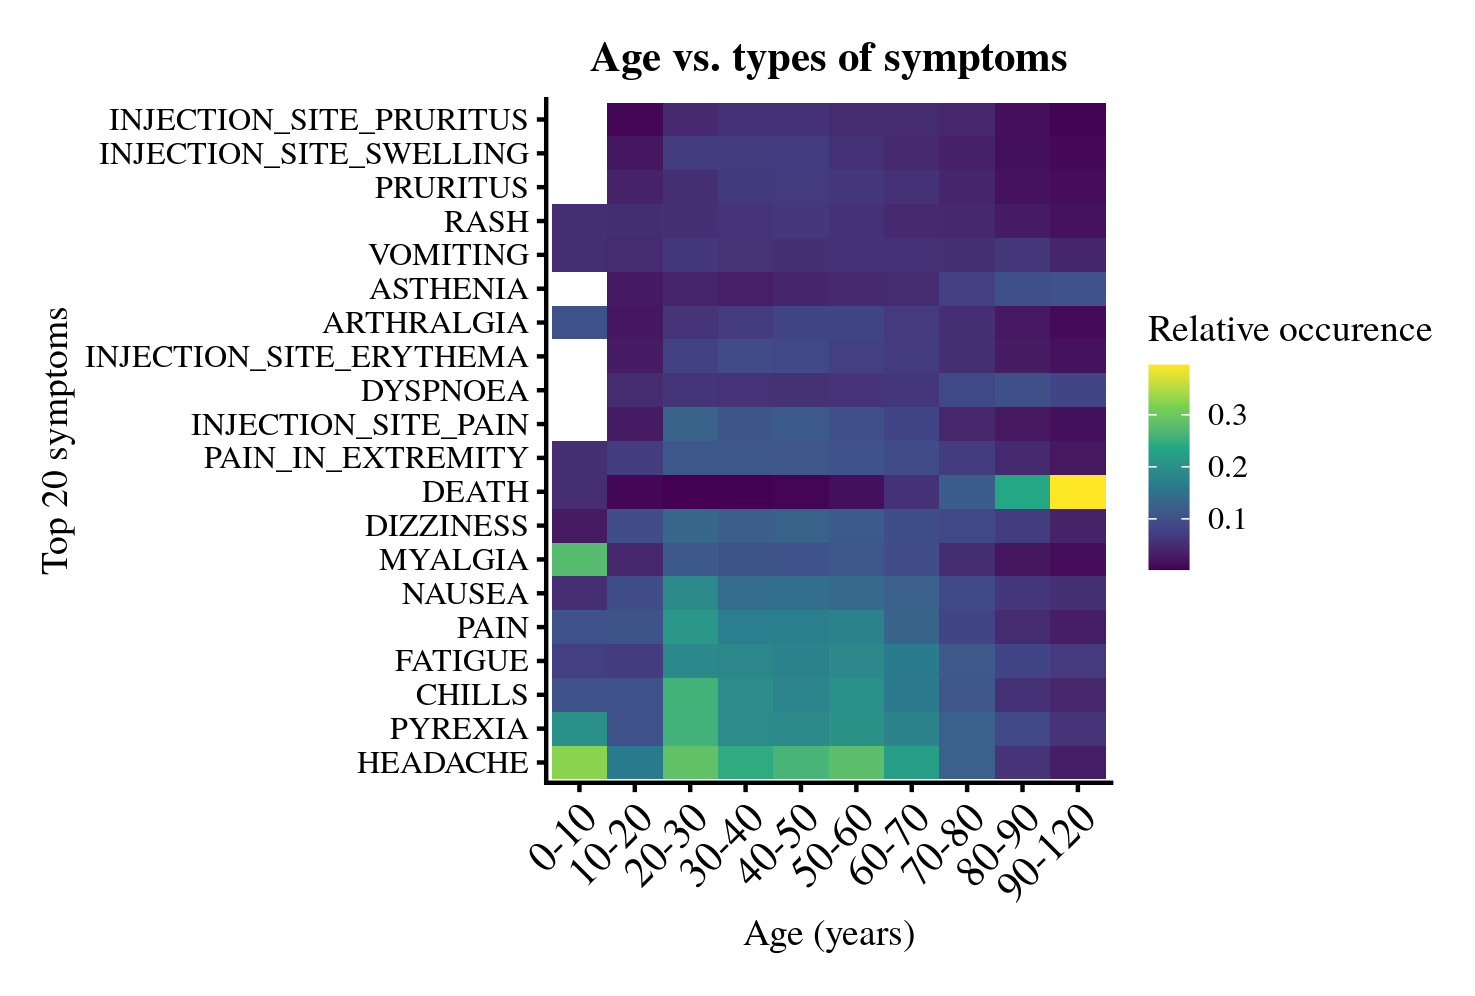 Age vs. types of symptoms
INJECTION_SITE_PRURITUS
INJECTION_SITE_SWELLING
PRURITUS
RASH
VOMITING
ASTHENIA
ARTHRALGIA
INJECTION_SITE_ERYTHEMA
DYSPNOEA
INJECTION_SITE_PAIN
PAIN_IN_EXTREMITY
DEATH
DIZZINESS
MYALGIA
NAUSEA
PAIN
FATIGUE
CHILLS
PYREXIA
HEADACHE
Top 20 symptoms
0-10
10-20
20-30
30-40
40-50
50-60
60-70
70-80
80-90
90-120
Age (years)
Relative occurence
0.3
0.2
0.1